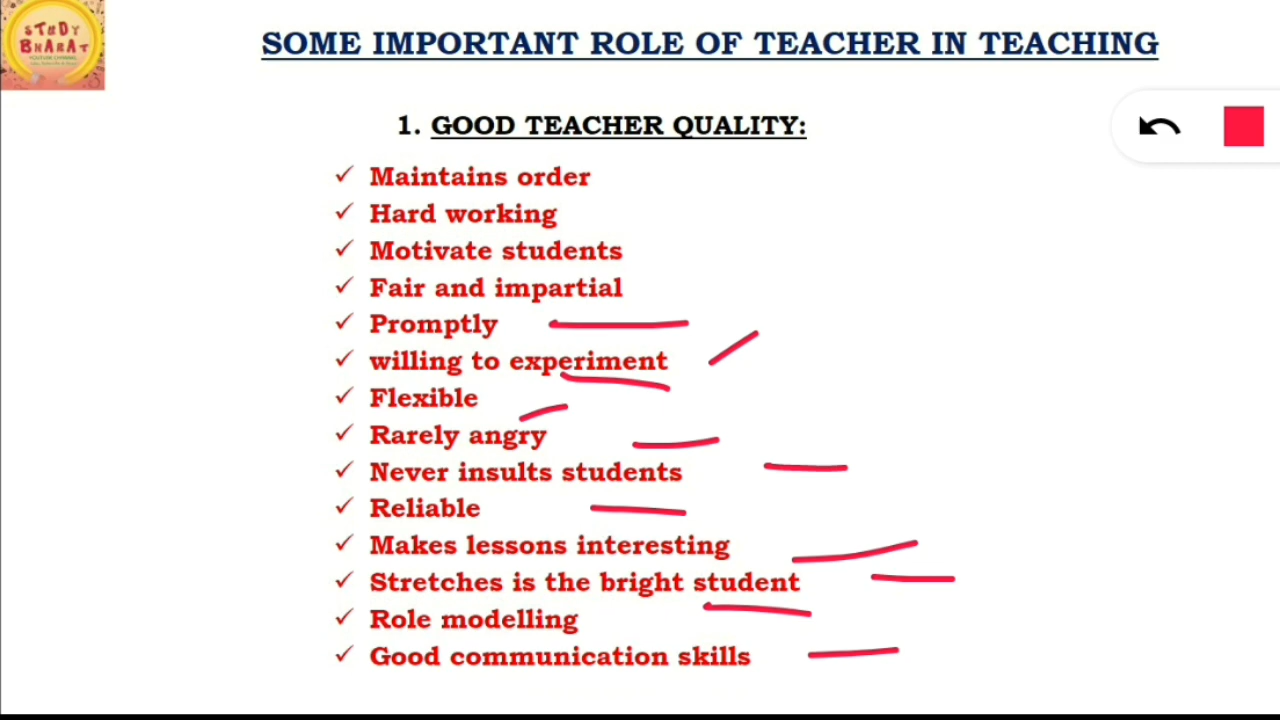 STUDY
BHARAT
SOME IMPORTANT ROLE OF TEACHER IN TEACHING
1. GOOD TEACHER QUALITY:
✓ Maintains order
✓ Hard working
✓ Motivate students
✓ Fair and impartial
✓ Promptly
✓ willing to experiment
✓ Flexible
✓ Rarely angry
✓ Never insults students
✓ Reliable
✓ Makes lessons interesting
✓ Stretches is the bright student
✓ Role modelling
✓ Good communication skills